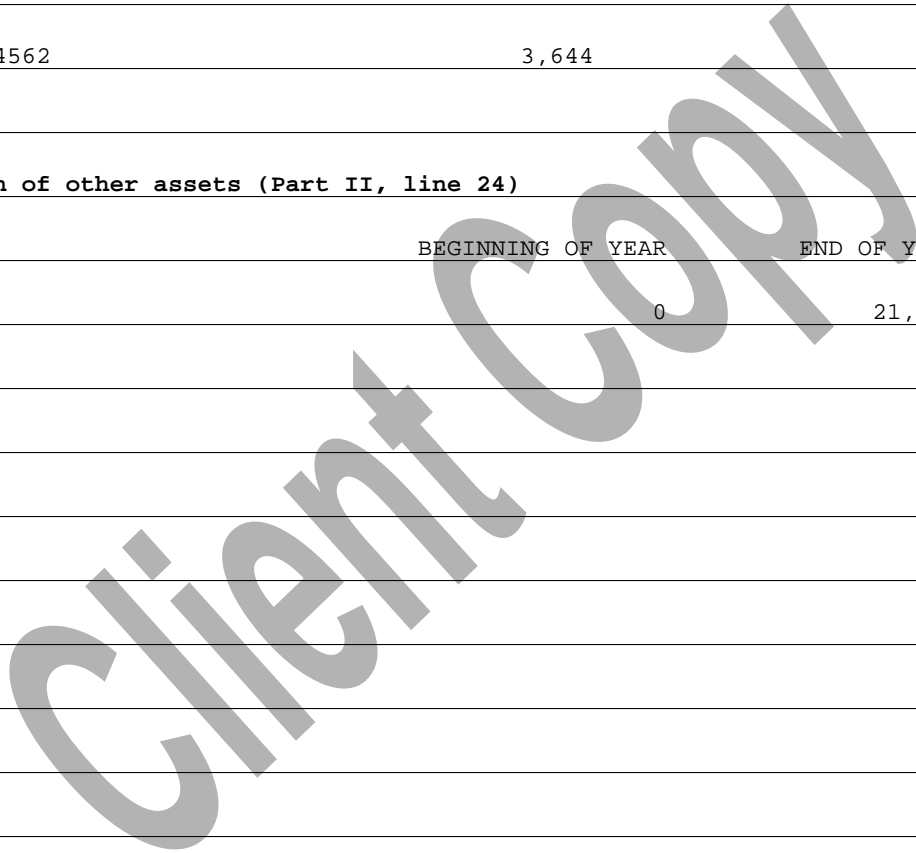 4562 3,644
of other assets (Part II, line 24)
BEGINNING OF YEAR END OF Y
0 21,
Client Copy